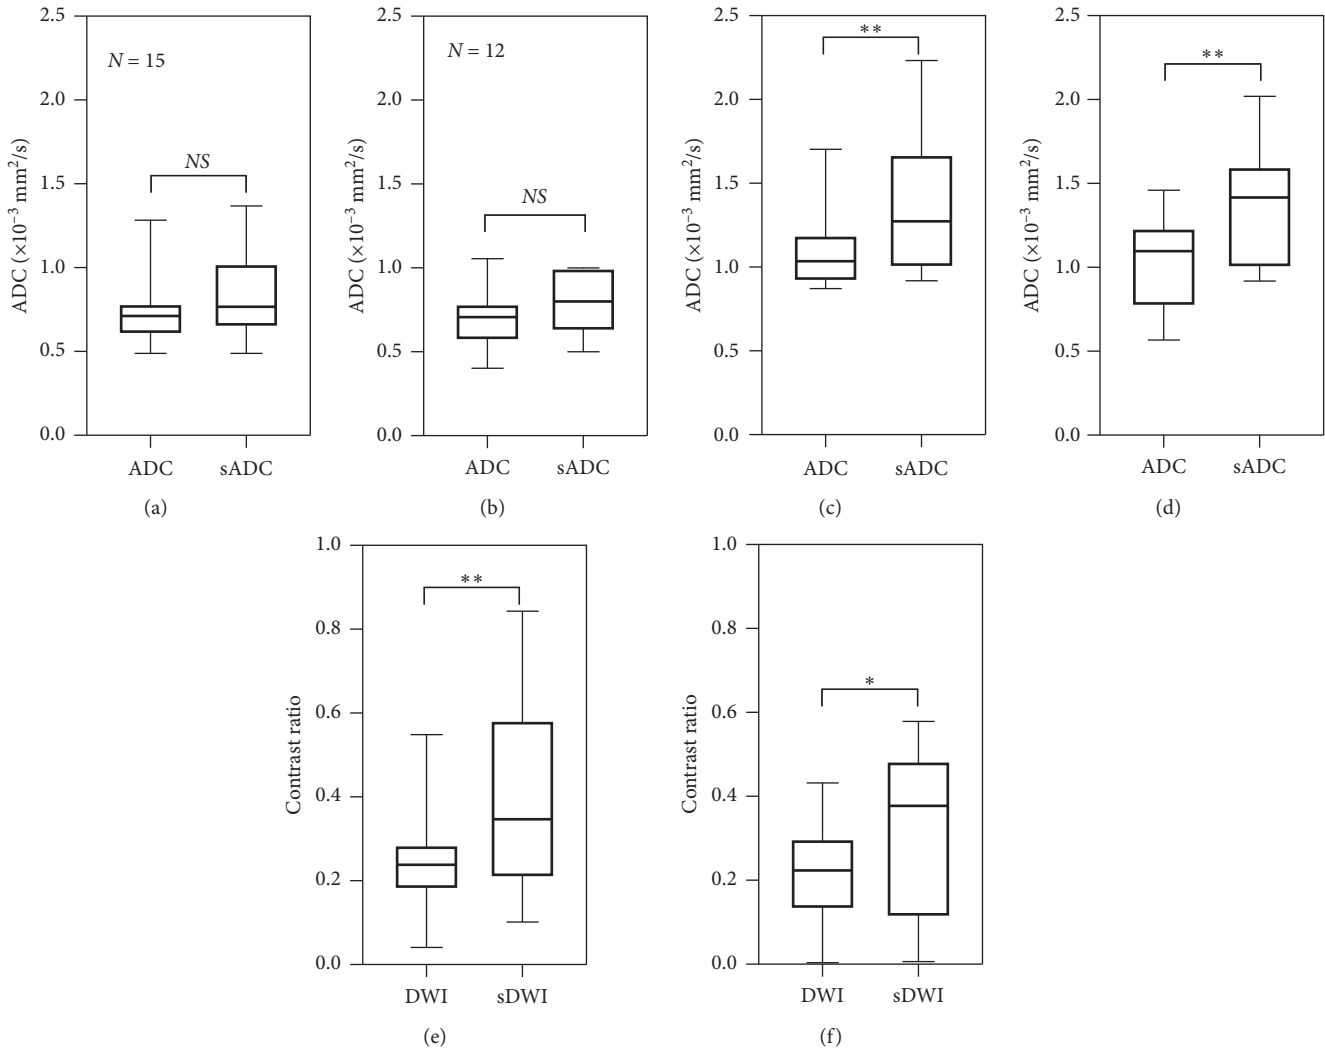 2.5
2.0
1.5
1.0
0.5
0.0
ADC (×10⁻³ mm²/s)
N = 15
NS
ADC sADC
(a)
2.5
2.0
1.5
1.0
0.5
0.0
ADC (×10⁻³ mm²/s)
N = 12
NS
ADC sADC
(b)
2.5
2.0
1.5
1.0
0.5
0.0
ADC (×10⁻³ mm²/s)
**
ADC sADC
(c)
2.5
2.0
1.5
1.0
0.5
0.0
ADC (×10⁻³ mm²/s)
**
ADC sADC
(d)
1.0
0.8
0.6
0.4
0.2
0.0
Contrast ratio
**
DWI sDWI
(e)
1.0
0.8
0.6
0.4
0.2
0.0
Contrast ratio
*
DWI sDWI
(f)